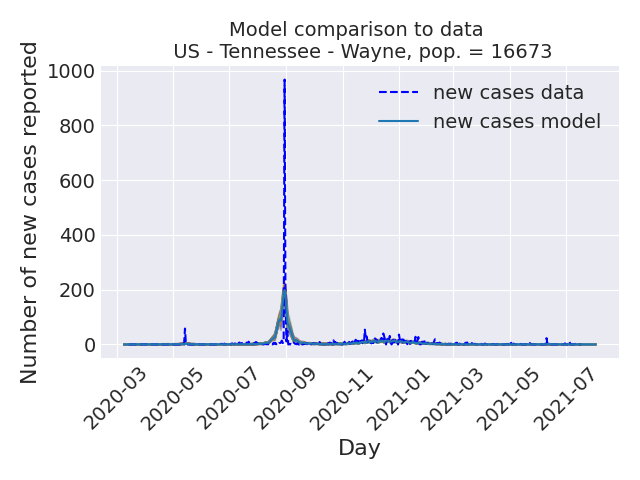 Model comparison to data
US - Tennessee - Wayne, pop. = 16673
Number of new cases reported
1000
800
600
400
200
0
new cases data
new cases model
2020-03
2020-05
2020-07
2020-09
2020-11
2021-01
2021-03
2021-05
2021-07
Day